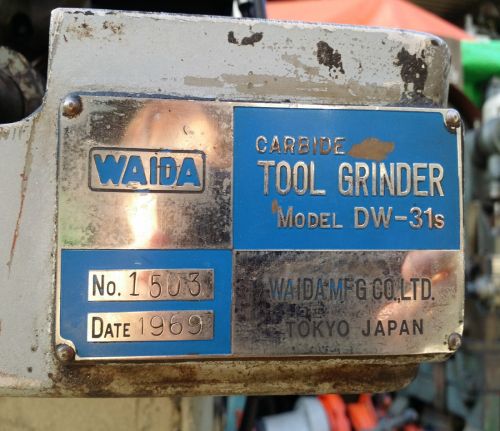 WAIDA
CARBIDE
TOOL GRINDER
MODEL DW-31s
No. 1503
DATE 1969
WAIDA MFG CO., LTD.
TOKYO JAPAN